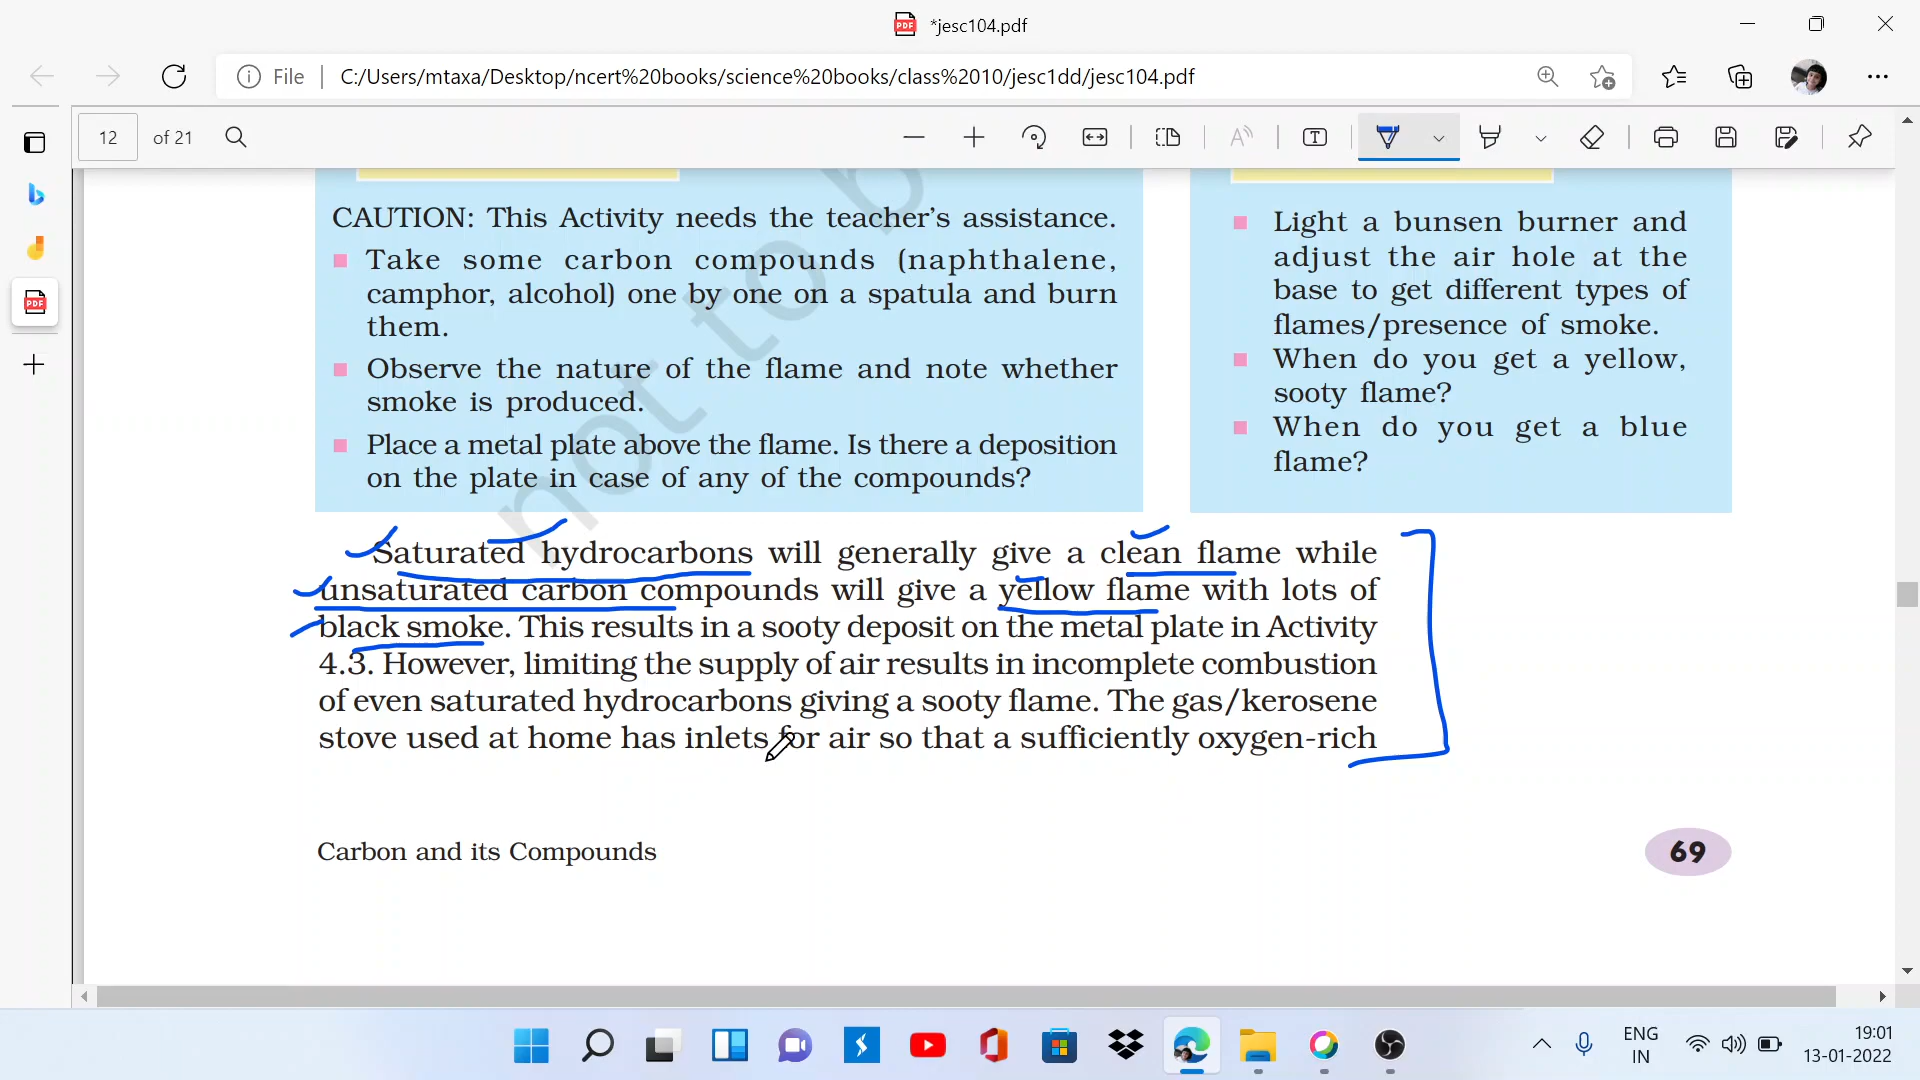 *jesc104.pdf
File C:/Users/mtaxa/Desktop/ncert%20books/science%20books/class%2010/jesc1dd/jesc104.pdf
12 of 21
CAUTION: This Activity needs the teacher's assistance.
Take some carbon compounds (naphthalene,
camphor, alcohol) one by one on a spatula and burn
them.
Observe the nature of the flame and note whether
smoke is produced.
Place a metal plate above the flame. Is there a deposition
on the plate in case of any of the compounds?
Light a bunsen burner and
adjust the air hole at the
base to get different types of
flames/presence of smoke.
When do you get a yellow,
sooty flame?
When do you get a blue
flame?
not to b
Saturated hydrocarbons will generally give a clean flame while
unsaturated carbon compounds will give a yellow flame with lots of
black smoke. This results in a sooty deposit on the metal plate in Activity
4.3. However, limiting the supply of air results in incomplete combustion
of even saturated hydrocarbons giving a sooty flame. The gas/kerosene
stove used at home has inlets for air so that a sufficiently oxygen-rich
Carbon and its Compounds
69
ENG
IN
19:01
13-01-2022